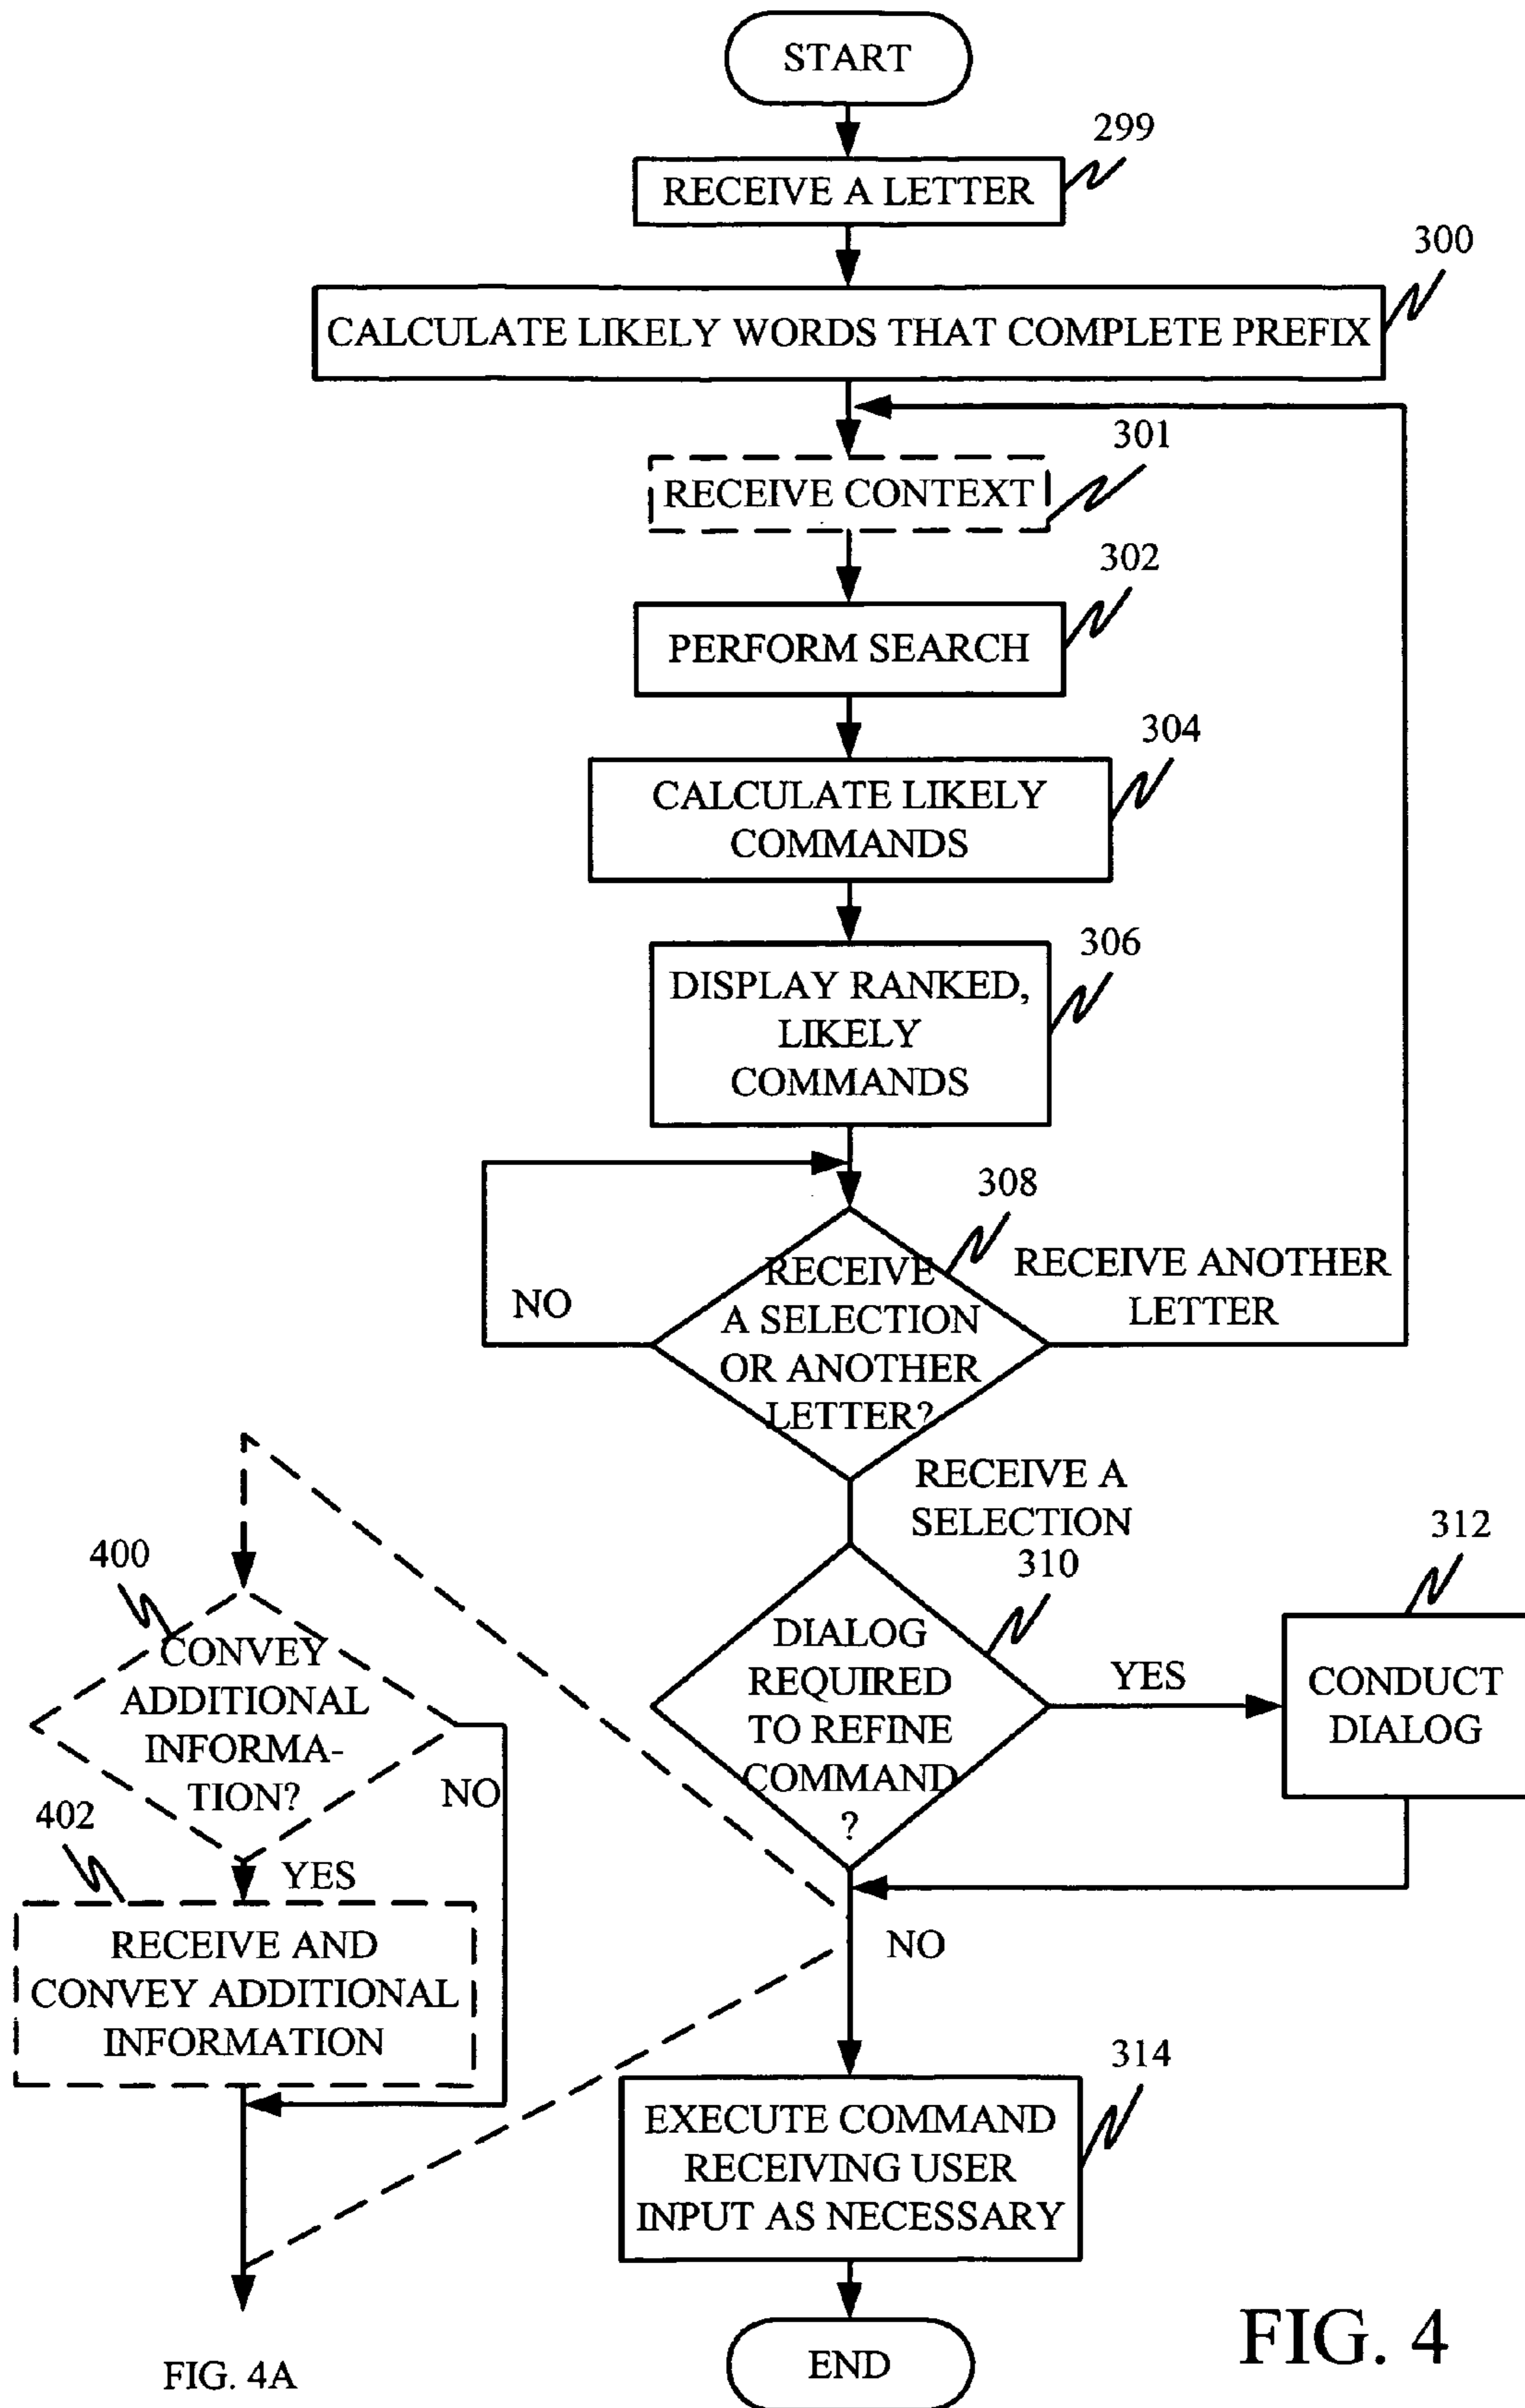 START
299
RECEIVE A LETTER
300
CALCULATE LIKELY WORDS THAT COMPLETE PREFIX
301
RECEIVE CONTEXT
302
PERFORM SEARCH
304
CALCULATE LIKELY
COMMANDS
306
DISPLAY RANKED,
LIKELY
COMMANDS
308
RECEIVE
A SELECTION
OR ANOTHER
LETTER?
NO
RECEIVE ANOTHER
LETTER
RECEIVE A
SELECTION
310
DIALOG
REQUIRED
TO REFINE
COMMAND
?
YES
312
CONDUCT
DIALOG
NO
400
CONVEY
ADDITIONAL
INFORMA-
TION?
NO
YES
402
RECEIVE AND
CONVEY ADDITIONAL
INFORMATION
314
EXECUTE COMMAND
RECEIVING USER
INPUT AS NECESSARY
END
FIG. 4A
FIG. 4